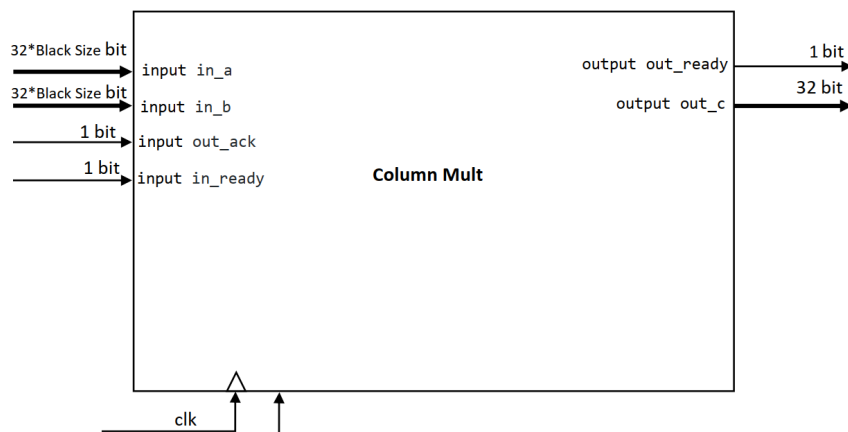 32*Black Size bit
input in_a
32*Black Size bit
input in_b
1 bit
input out_ack
1 bit
input in_ready
output out_ready
1 bit
output out_c
32 bit
Column Mult
clk